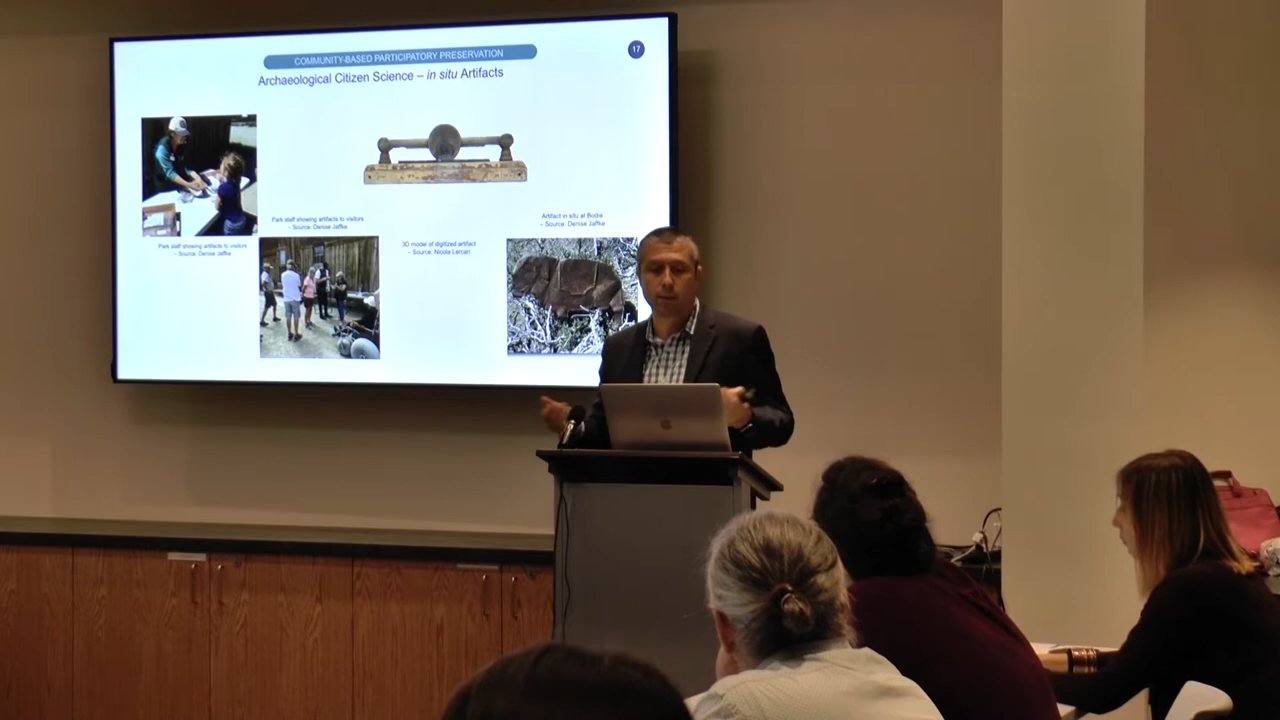 COMMUNITY-BASED PARTICIPATORY PRESERVATION
17
Archaeological Citizen Science – in situ Artifacts
Park staff showing artifacts to visitors
– Source: Denise Jaffke
Park staff showing artifacts to visitors
– Source: Denise Jaffke
3D model of digitized artifact
– Source: Nicola Lercari
Artifact in situ at Bodie
– Source: Denise Jaffke